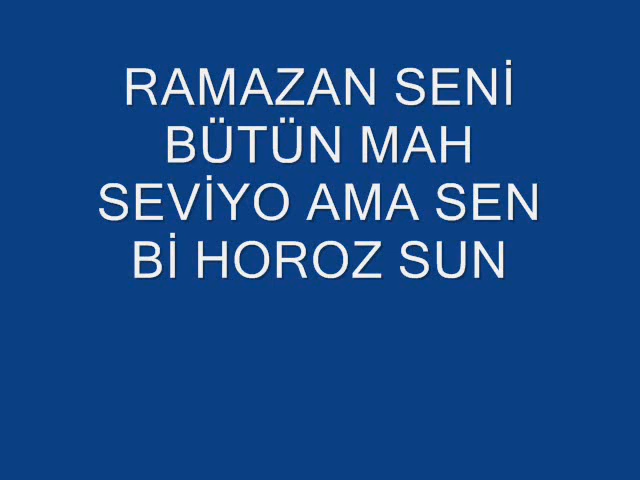 RAMAZAN SENİ
BÜTÜN MAH
SEVİYO AMA SEN
Bİ HOROZ SUN